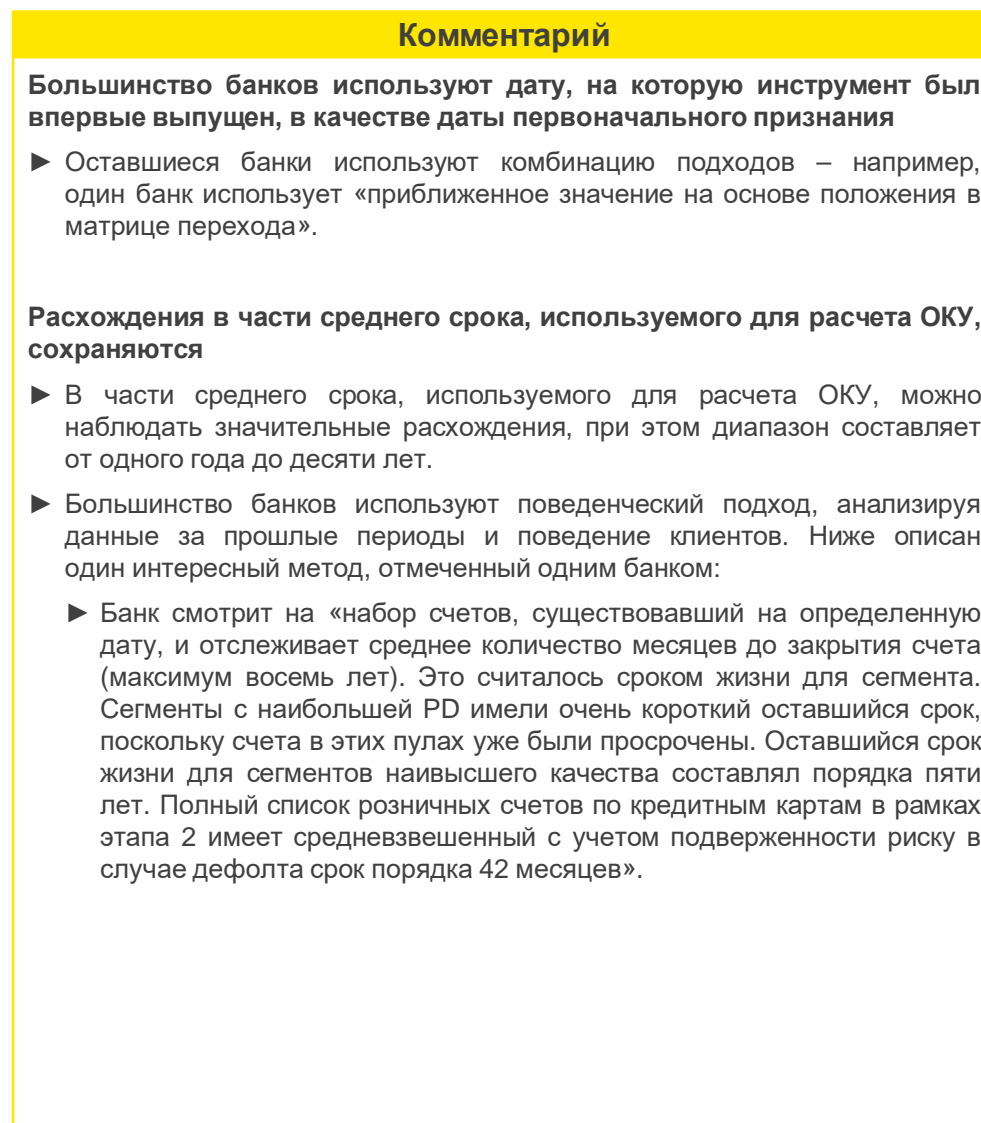 Комментарий
Большинство банков используют дату, на которую инструмент был
впервые выпущен, в качестве даты первоначального признания
► Оставшиеся банки используют комбинацию подходов – например,
один банк использует «приближенное значение на основе положения в
матрице перехода».
Расхождения в части среднего срока, используемого для расчета ОКУ,
сохраняются
► В части среднего срока, используемого для расчета ОКУ, можно
наблюдать значительные расхождения, при этом диапазон составляет
от одного года до десяти лет.
► Большинство банков используют поведенческий подход, анализируя
данные за прошлые периоды и поведение клиентов. Ниже описан
один интересный метод, отмеченный одним банком:
► Банк смотрит на «набор счетов, существовавший на определенную
дату, и отслеживает среднее количество месяцев до закрытия счета
(максимум восемь лет). Это считалось сроком жизни для сегмента.
Сегменты с наибольшей PD имели очень короткий оставшийся срок,
поскольку счета в этих пулах уже были просрочены. Оставшийся срок
жизни для сегментов наивысшего качества составлял порядка пяти
лет. Полный список розничных счетов по кредитным картам в рамках
этапа 2 имеет средневзвешенный с учетом подверженности риску в
случае дефолта срок порядка 42 месяцев».